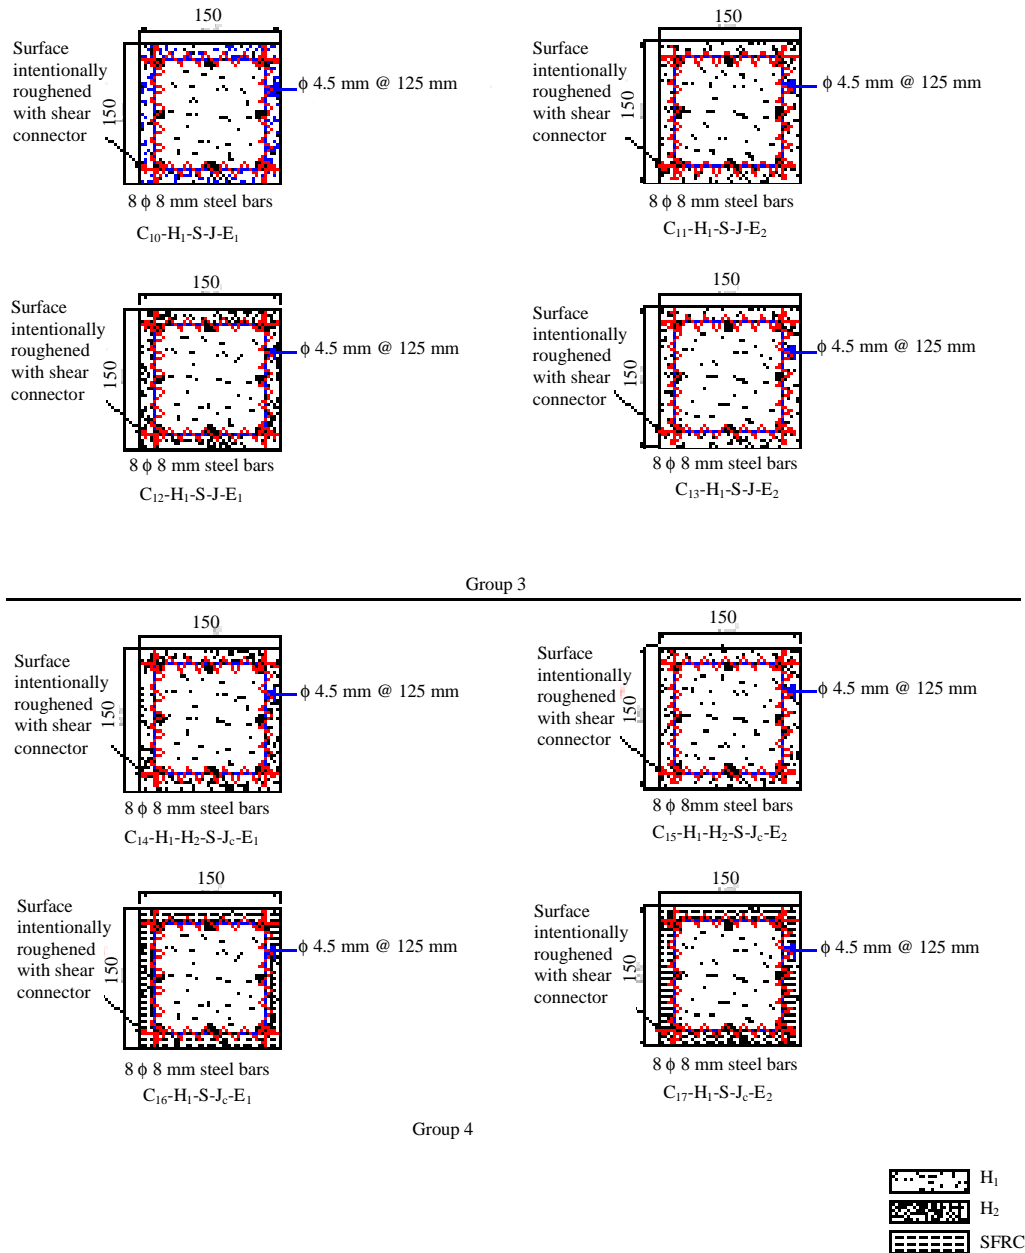 150
Surface
intentionally
roughened
with shear
connector
150
ϕ 4.5 mm @ 125 mm
8 ϕ 8 mm steel bars
C₁₀-H₁-S-J-E₁
150
Surface
intentionally
roughened
with shear
connector
150
ϕ 4.5 mm @ 125 mm
8 ϕ 8 mm steel bars
C₁₁-H₁-S-J-E₂
150
Surface
intentionally
roughened
with shear
connector
150
ϕ 4.5 mm @ 125 mm
8 ϕ 8 mm steel bars
C₁₂-H₁-S-J-E₁
150
Surface
intentionally
roughened
with shear
connector
150
ϕ 4.5 mm @ 125 mm
8 ϕ 8 mm steel bars
C₁₃-H₁-S-J-E₂
Group 3
150
Surface
intentionally
roughened
with shear
connector
150
ϕ 4.5 mm @ 125 mm
8 ϕ 8 mm steel bars
C₁₄-H₁-H₂-S-J_c-E₁
150
Surface
intentionally
roughened
with shear
connector
150
ϕ 4.5 mm @ 125 mm
8 ϕ 8mm steel bars
C₁₅-H₁-H₂-S-J_c-E₂
150
Surface
intentionally
roughened
with shear
connector
150
ϕ 4.5 mm @ 125 mm
8 ϕ 8 mm steel bars
C₁₆-H₁-S-J_c-E₁
150
Surface
intentionally
roughened
with shear
connector
150
ϕ 4.5 mm @ 125 mm
8 ϕ 8 mm steel bars
C₁₇-H₁-S-J_c-E₂
Group 4
H₁
H₂
SFRC